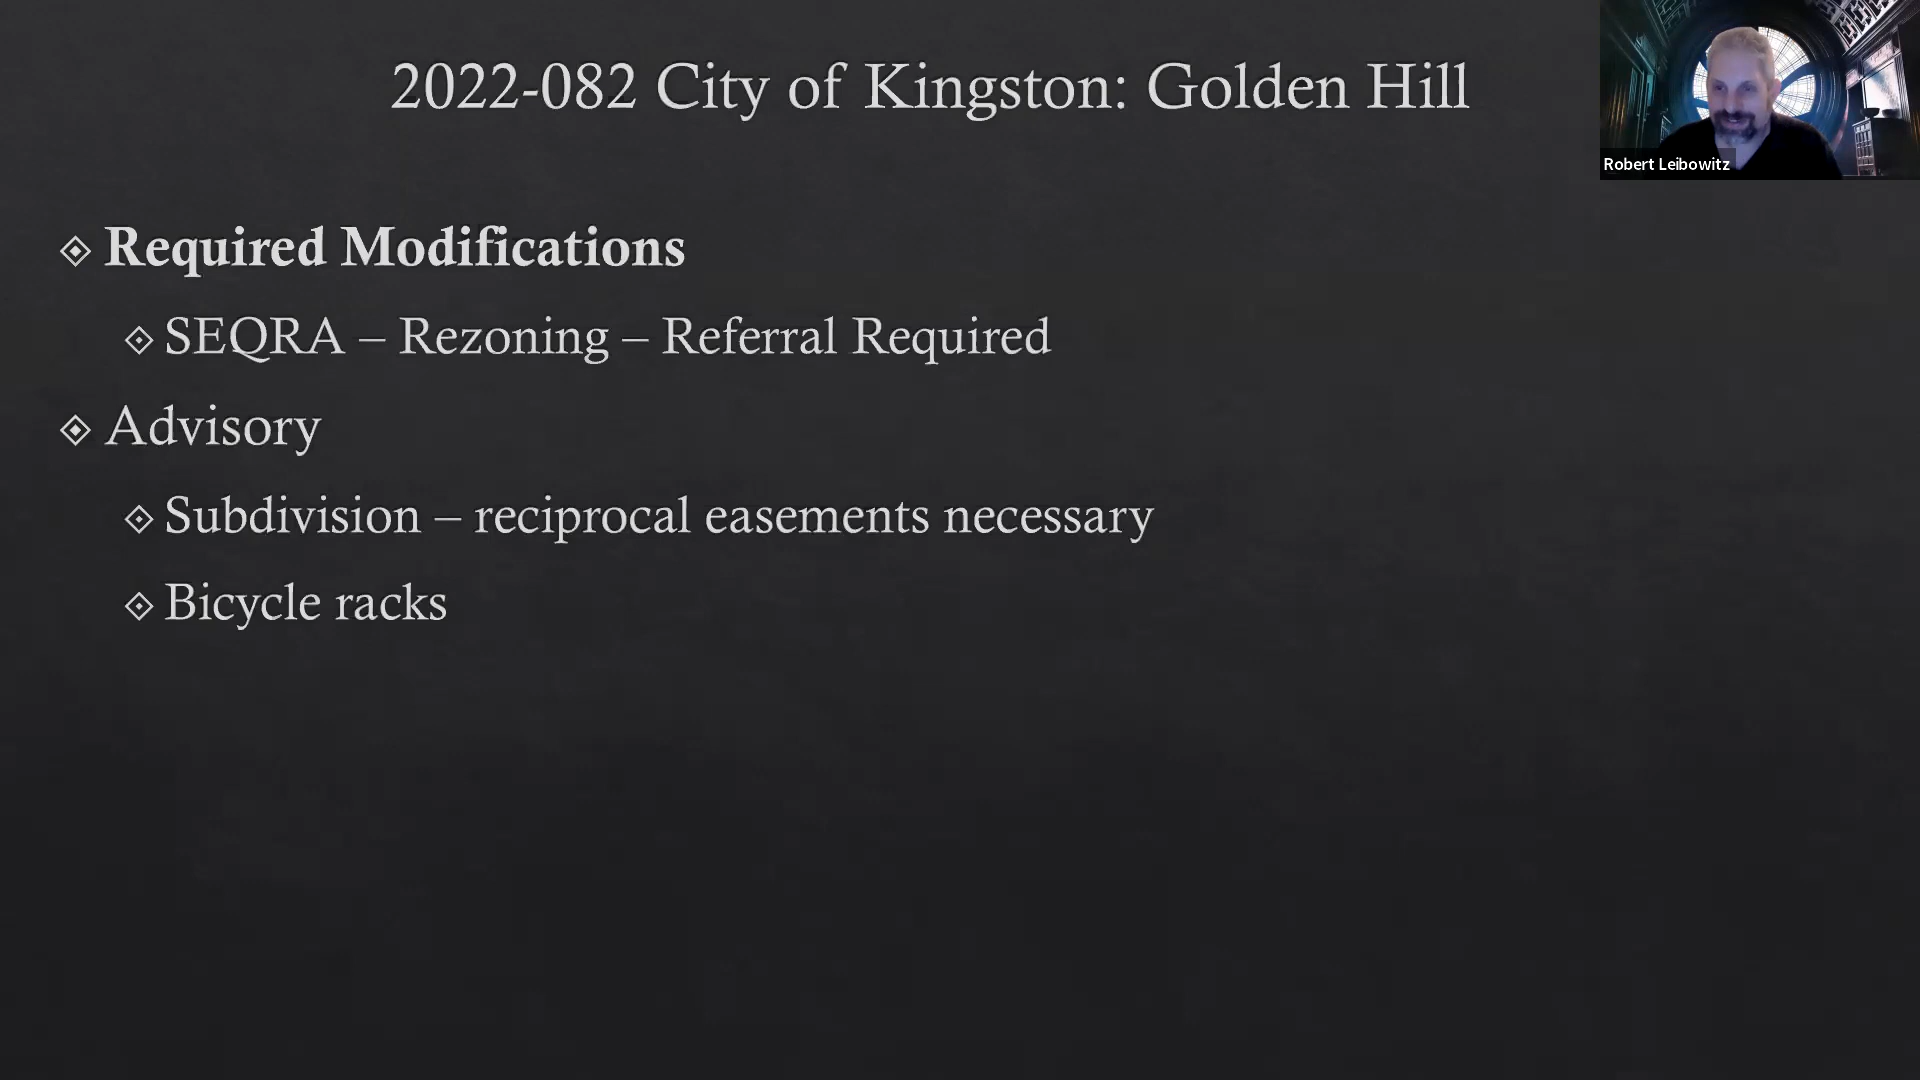 2022-082 City of Kingston: Golden Hill
Robert Leibowitz
Required Modifications
SEQRA – Rezoning – Referral Required
Advisory
Subdivision – reciprocal easements necessary
Bicycle racks